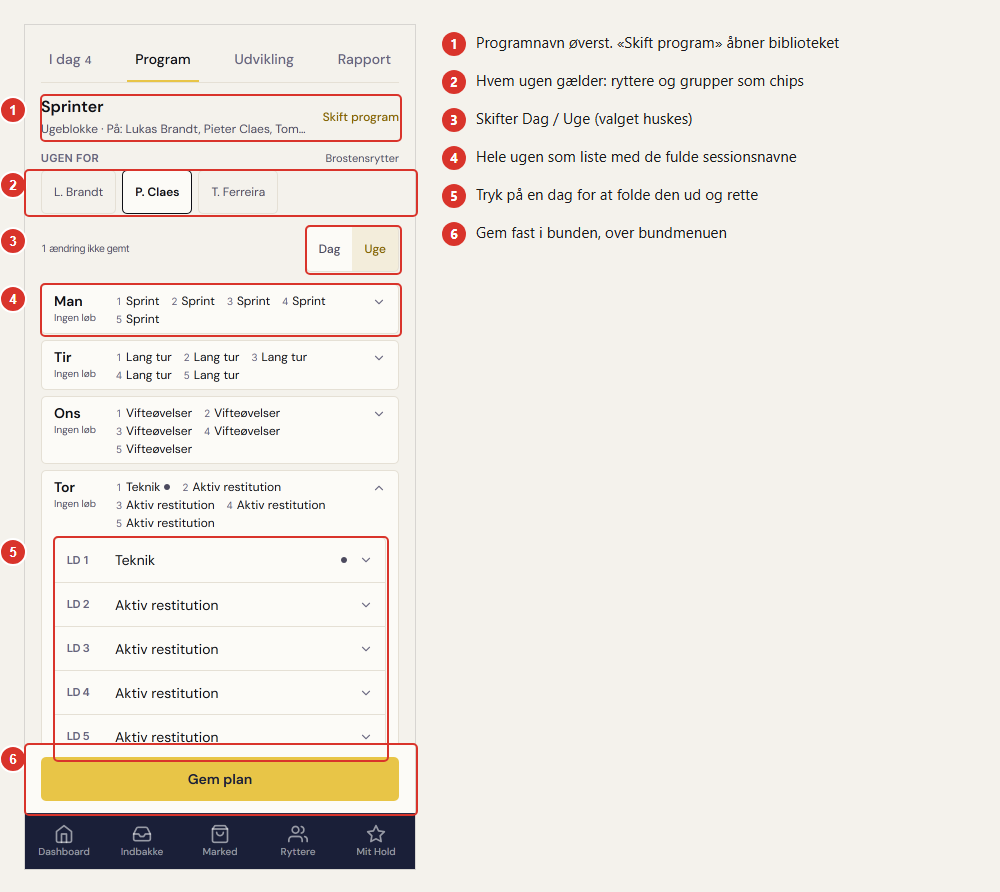 I dag 4 Program Udvikling Rapport
1 Sprinter
Ugeblokke · På: Lukas Brandt, Pieter Claes, Tom…
Skift program
UGEN FOR Brostensrytter
2 L. Brandt P. Claes T. Ferreira
3 1 ændring ikke gemt Dag Uge
4 Man 1 Sprint 2 Sprint 3 Sprint 4 Sprint
Ingen løb 5 Sprint
Tir 1 Lang tur 2 Lang tur 3 Lang tur
Ingen løb 4 Lang tur 5 Lang tur
Ons 1 Vifteøvelser 2 Vifteøvelser
Ingen løb 3 Vifteøvelser 4 Vifteøvelser
5 Vifteøvelser
Tor 1 Teknik 2 Aktiv restitution
Ingen løb 3 Aktiv restitution 4 Aktiv restitution
5 Aktiv restitution
5 LD 1 Teknik
LD 2 Aktiv restitution
LD 3 Aktiv restitution
LD 4 Aktiv restitution
LD 5 Aktiv restitution
6 Gem plan
Dashboard Indbakke Marked Ryttere Mit Hold
1 Programnavn øverst. «Skift program» åbner biblioteket
2 Hvem ugen gælder: ryttere og grupper som chips
3 Skifter Dag / Uge (valget huskes)
4 Hele ugen som liste med de fulde sessionsnavne
5 Tryk på en dag for at folde den ud og rette
6 Gem fast i bunden, over bundmenuen